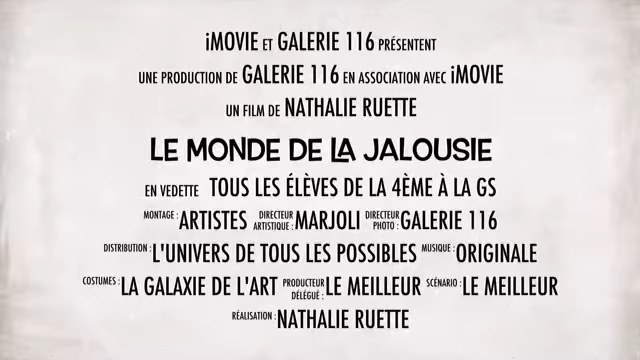 iMOVIE ET GALERIE 116 PRÉSENTENT
UNE PRODUCTION DE GALERIE 116 EN ASSOCIATION AVEC iMOVIE
UN FILM DE NATHALIE RUETTE
LE MONDE DE LA JALOUSIE
EN VEDETTE TOUS LES ÉLÈVES DE LA 4ÈME À LA GS
MONTAGE : ARTISTES DIRECTEUR ARTISTIQUE : MARJOLI DIRECTEUR PHOTO : GALERIE 116
DISTRIBUTION : L'UNIVERS DE TOUS LES POSSIBLES MUSIQUE : ORIGINALE
COSTUMES : LA GALAXIE DE L'ART PRODUCTEUR DÉLÉGUÉ : LE MEILLEUR SCÉNARIO : LE MEILLEUR
RÉALISATION : NATHALIE RUETTE